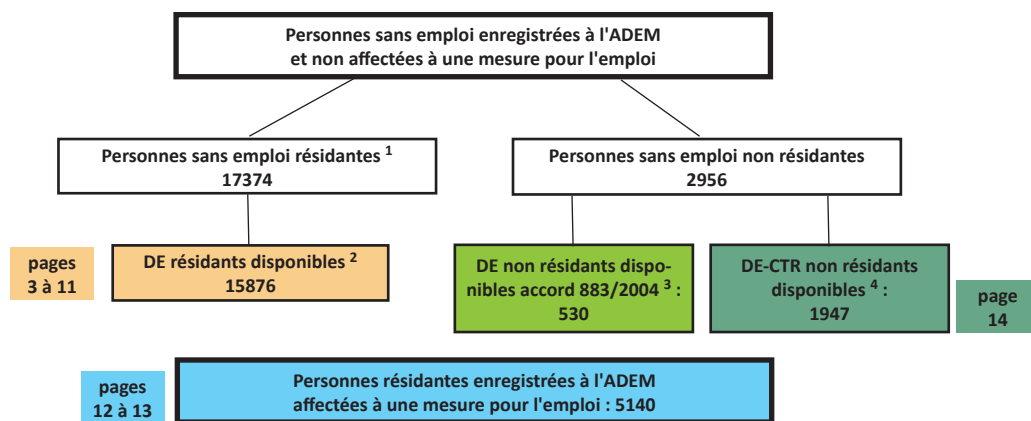 Personnes sans emploi enregistrées à l'ADEM
et non affectées à une mesure pour l'emploi
Personnes sans emploi résidantes 1
17374
Personnes sans emploi non résidantes
2956
pages
3 à 11
DE résidants disponibles 2
15876
DE non résidants dispo-
nibles accord 883/2004 3 :
530
DE-CTR non résidants
disponibles 4 :
1947
page
14
pages
12 à 13
Personnes résidantes enregistrées à l'ADEM
affectées à une mesure pour l'emploi : 5140